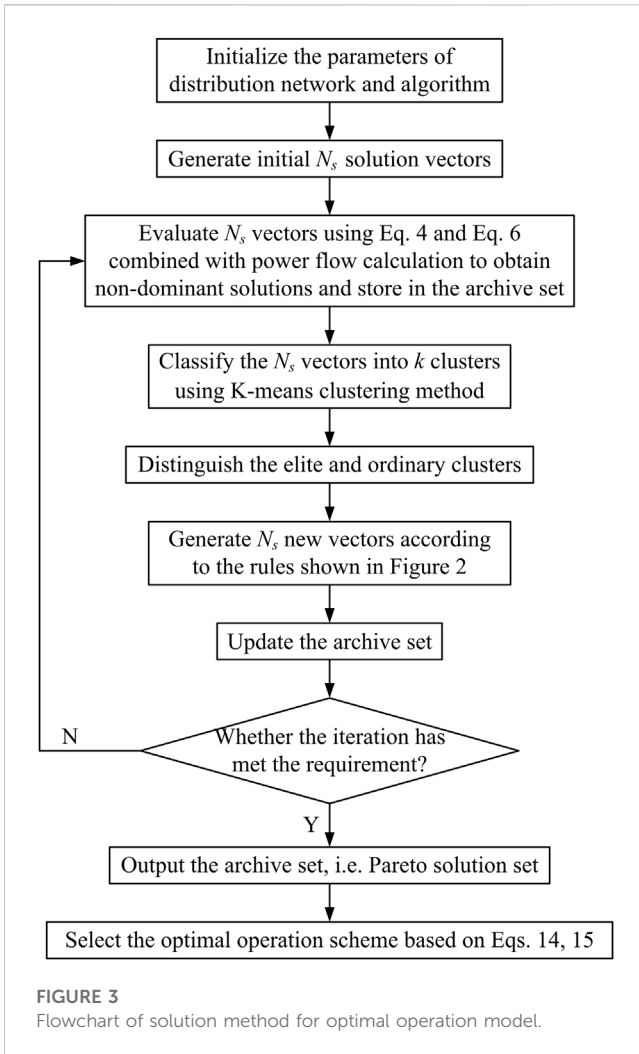 Initialize the parameters of
distribution network and algorithm
Generate initial Nₛ solution vectors
Evaluate Nₛ vectors using Eq. 4 and Eq. 6
combined with power flow calculation to obtain
non-dominant solutions and store in the archive set
Classify the Nₛ vectors into k clusters
using K-means clustering method
Distinguish the elite and ordinary clusters
Generate Nₛ new vectors according
to the rules shown in Figure 2
Update the archive set
N
Whether the iteration has
met the requirement?
Y
Output the archive set, i.e. Pareto solution set
Select the optimal operation scheme based on Eqs. 14, 15
FIGURE 3
Flowchart of solution method for optimal operation model.